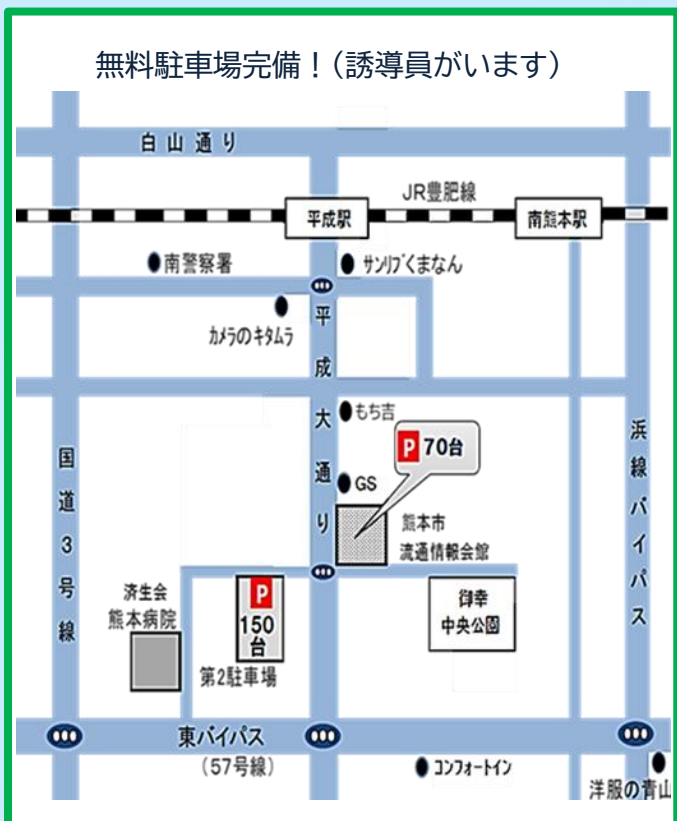 無料駐車場完備！（誘導員がいます）
白山通り
JR豊肥線
平成駅
南熊本駅
南警察署
サンリブくまなん
カメラのキタムラ
平成大通り
もち吉
P 70台
GS
国道3号線
浜線バイパス
熊本市
流通情報会館
済生会
熊本病院
P
150
台
第2駐車場
御幸
中央公園
東バイパス
（57号線）
コンフォートイン
洋服の青山